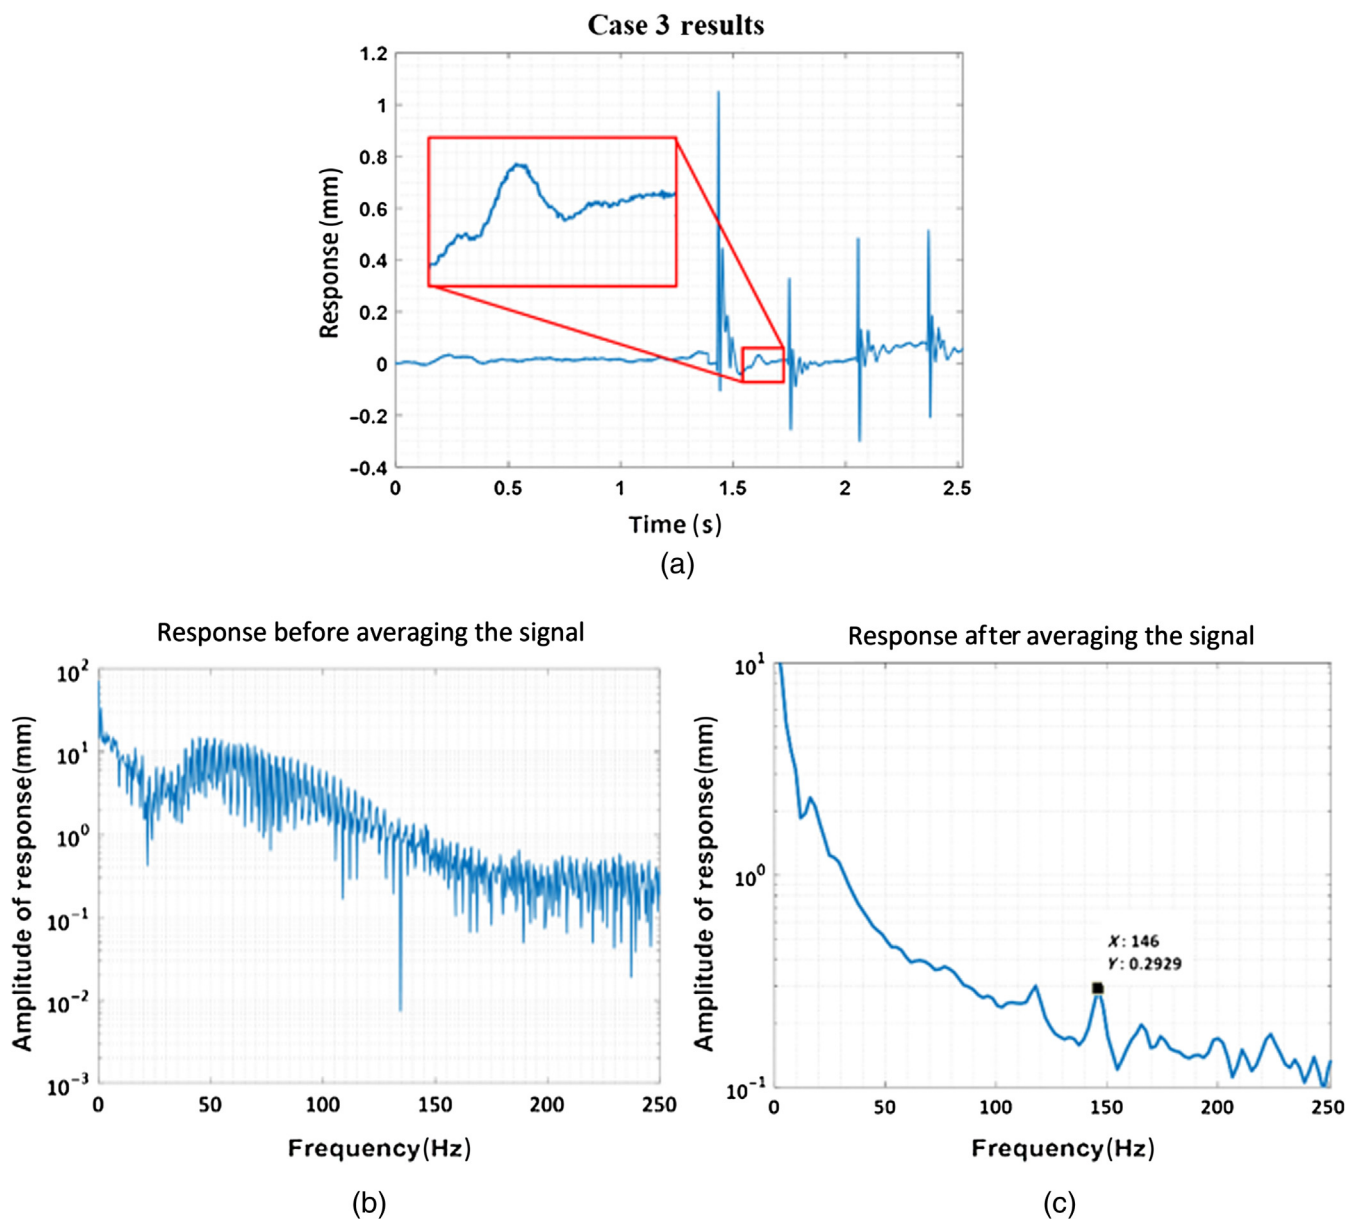 Case 3 results
1.2
1
0.8
0.6
0.4
0.2
0
−0.2
−0.4
Response (mm)
0 0.5 1 1.5 2 2.5
Time (s)
(a)
Response before averaging the signal
10²
10¹
10⁰
10⁻¹
10⁻²
10⁻³
Amplitude of response(mm)
0 50 100 150 200 250
Frequency(Hz)
(b)
Response after averaging the signal
10¹
10⁰
10⁻¹
Amplitude of response(mm)
X: 146
Y: 0.2929
0 50 100 150 200 250
Frequency(Hz)
(c)